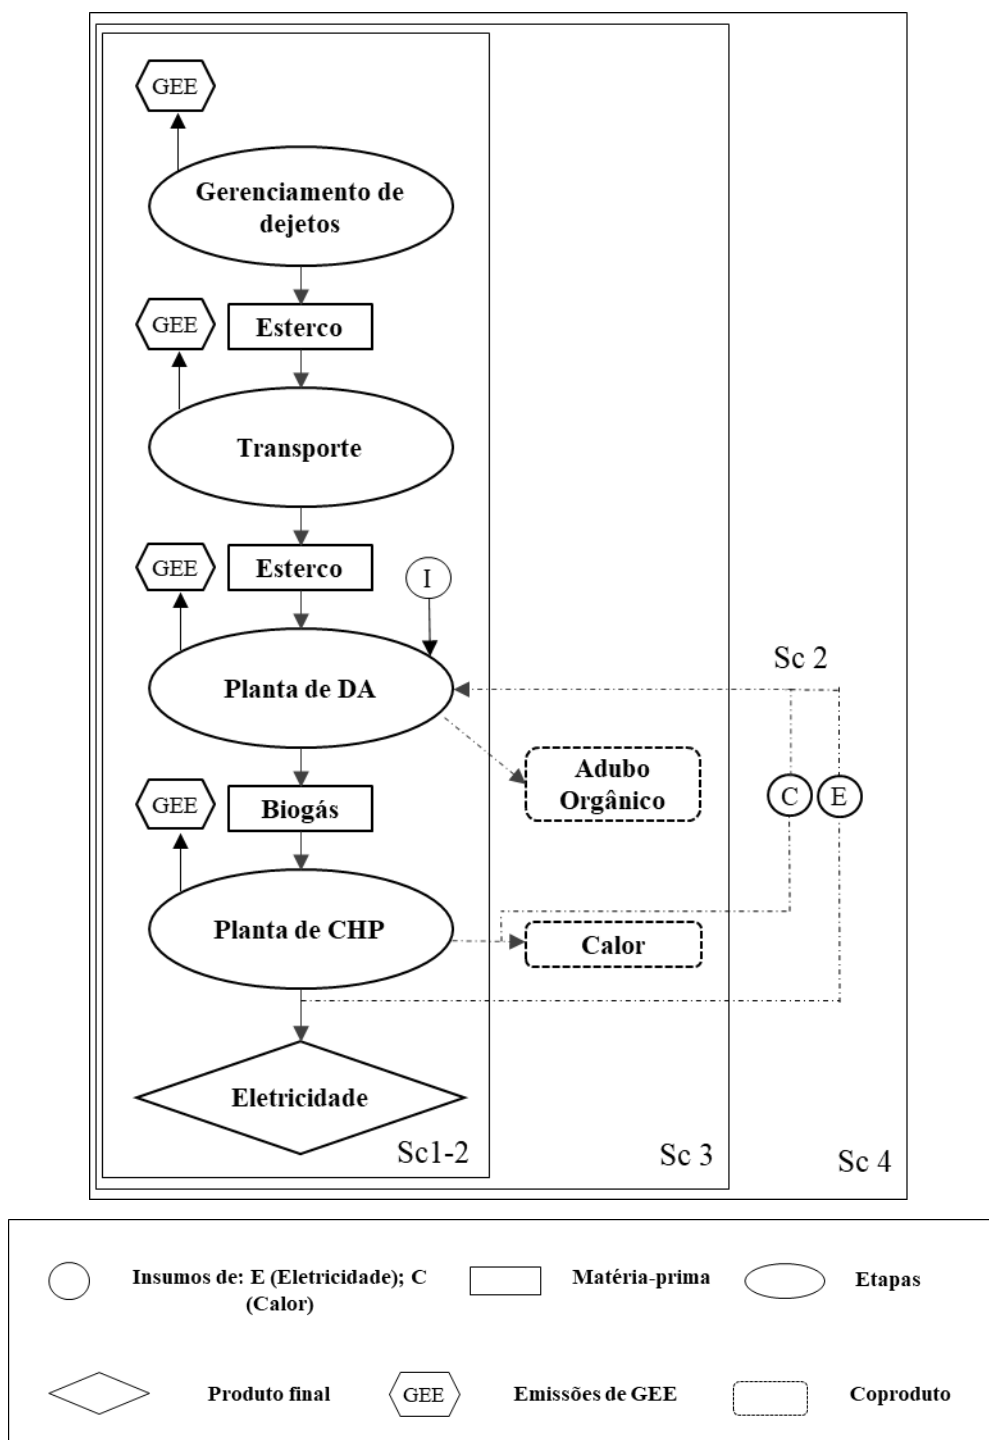 GEE
Gerenciamento de
dejetos
GEE
Esterco
Transporte
GEE
Esterco
I
Planta de DA
Sc 2
Adubo
Orgânico
C
E
GEE
Biogás
Planta de CHP
Calor
Eletricidade
Sc1-2
Sc 3
Sc 4
Insumos de: E (Eletricidade); C
(Calor)
Matéria-prima
Etapas
Produto final
GEE
Emissões de GEE
Coproduto